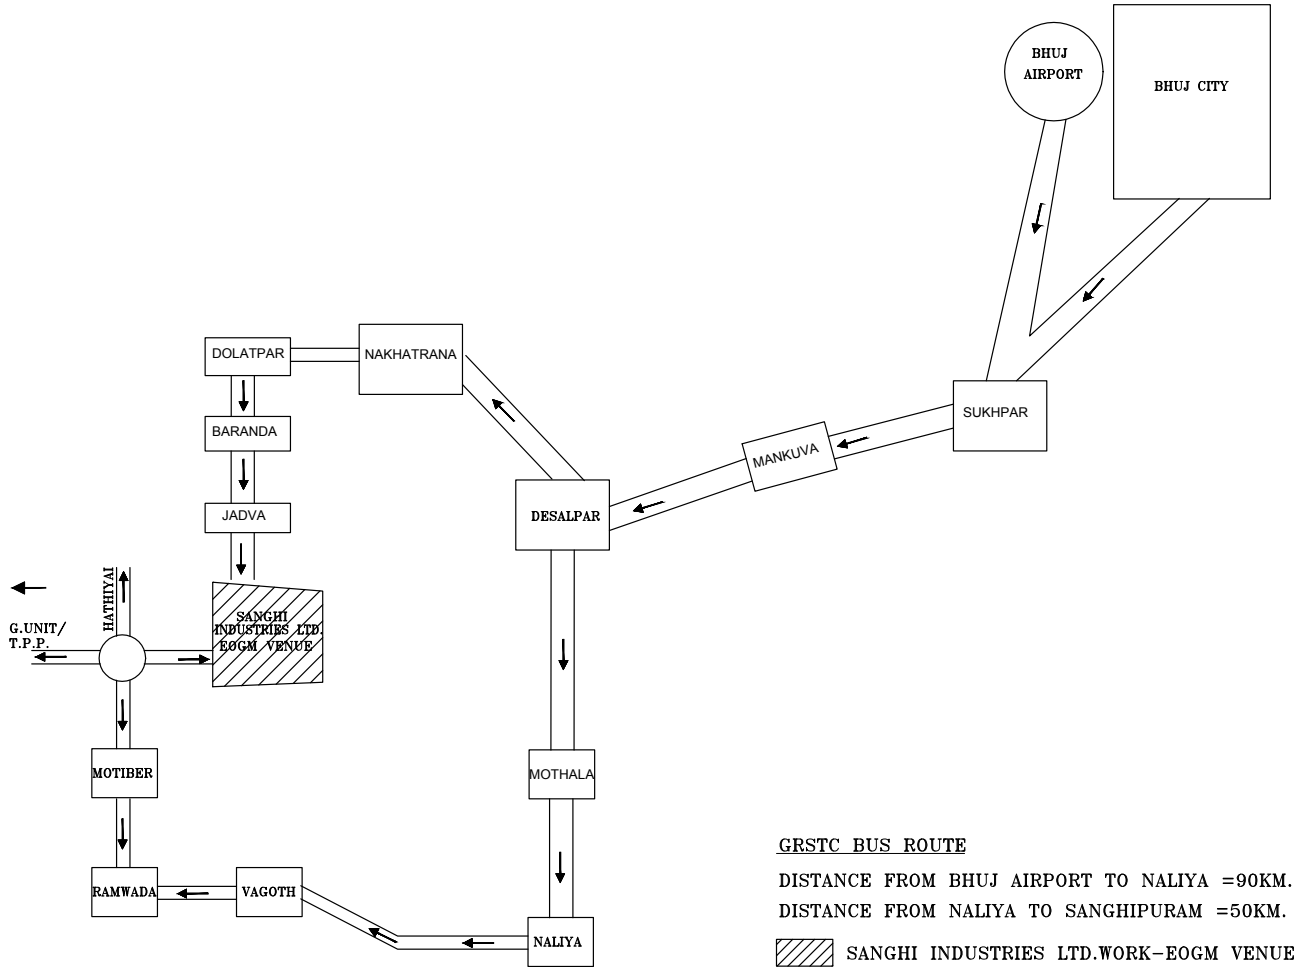 BHUJ
AIRPORT
BHUJ CITY
DOLATPAR
NAKHATRANA
BARANDA
SUKHPAR
MANKUVA
JADVA
DESALPAR
HATHIYAI
G.UNIT/
T.P.P.
SANGHI
INDUSTRIES LTD.
EOGM VENUE
MOTIBER
MOTHALA
RAMWADA
VAGOTH
NALIYA
GRSTC BUS ROUTE
DISTANCE FROM BHUJ AIRPORT TO NALIYA =90KM.
DISTANCE FROM NALIYA TO SANGHIPURAM =50KM.
SANGHI INDUSTRIES LTD.WORK-EOGM VENUE